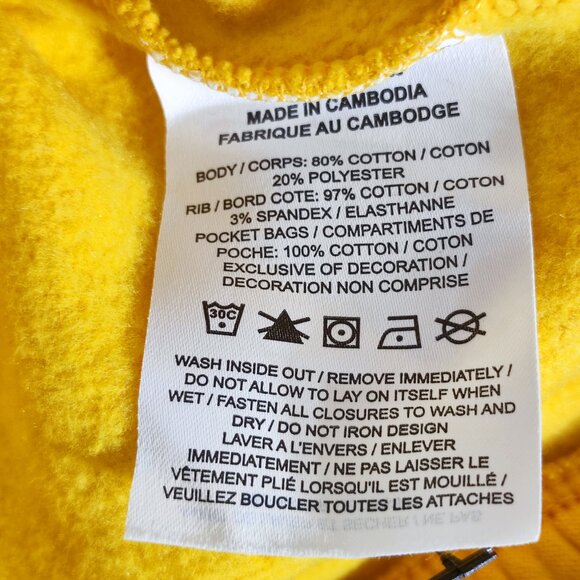 MADE IN CAMBODIA
FABRIQUE AU CAMBODGE
BODY / CORPS: 80% COTTON / COTON
20% POLYESTER
RIB / BORD COTE: 97% COTTON / COTON
3% SPANDEX / ELASTHANNE
POCKET BAGS / COMPARTIMENTS DE
POCHE: 100% COTTON / COTON
EXCLUSIVE OF DECORATION /
DECORATION NON COMPRISE
30C
WASH INSIDE OUT / REMOVE IMMEDIATELY /
DO NOT ALLOW TO LAY ON ITSELF WHEN
WET / FASTEN ALL CLOSURES TO WASH AND
DRY / DO NOT IRON DESIGN
LAVER A L'ENVERS / ENLEVER
IMMEDIATEMENT / NE PAS LAISSER LE
VÊTEMENT PLIÉ LORSQU'IL EST MOUILLÉ /
VEUILLEZ BOUCLER TOUTES LES ATTACHES